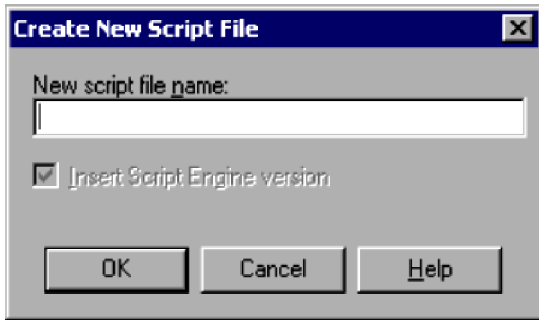 Create New Script File
New script file name:
Insert Script Engine version
OK Cancel Help